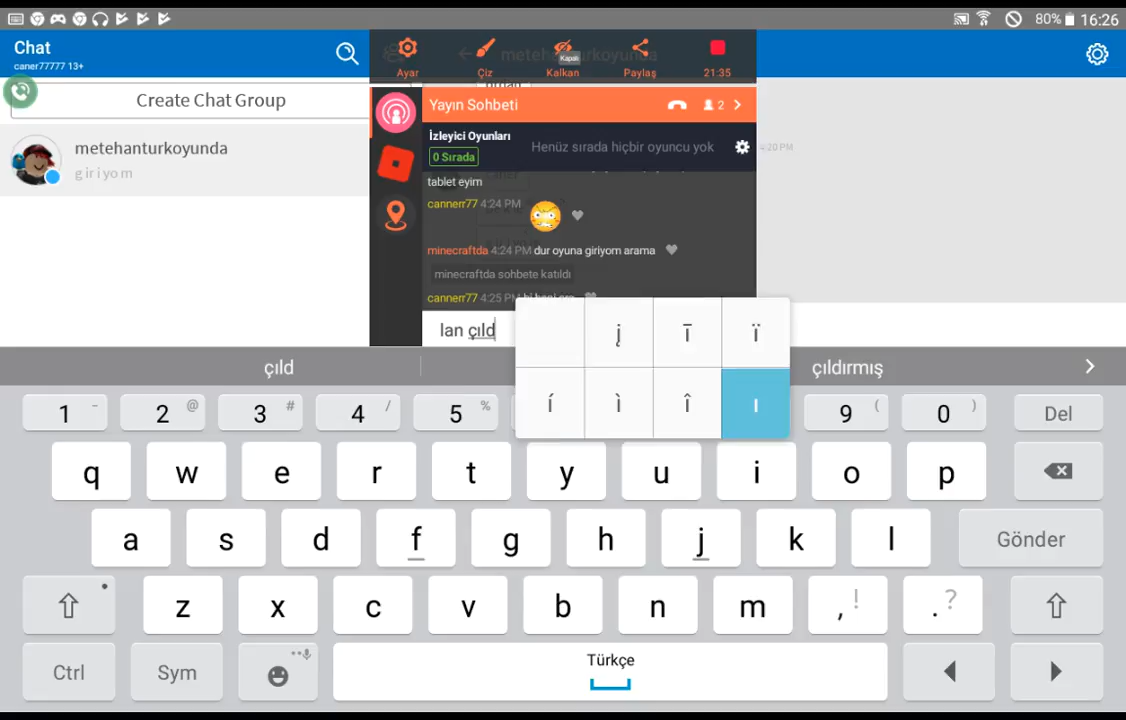 80% 16:26
Chat
caner77777 13+
Create Chat Group
metehanturkoyunda
g i r i y o m
metehanturkoyunda
Ayar
Çiz
Kapalı
Kalkan
Paylaş
21:35
Yayın Sohbeti
2
İzleyici Oyunları
0 Sırada
Henüz sırada hiçbir oyuncu yok
4:20 PM
tablet eyim
cannerr77 4:24 PM
minecraftda 4:24 PM dur oyuna giriyom arama
minecraftda sohbete katıldı
cannerr77 4:25 PM
lan çıld
į ī ï
í ì î ı
çıld
çıldırmış
1 - 2 @ 3 # 4 / 5 % 9 ( 0 ) Del
q w e r t y u i o p
a s d f g h j k l Gönder
z x c v b n m , ! . ?
Ctrl Sym Türkçe